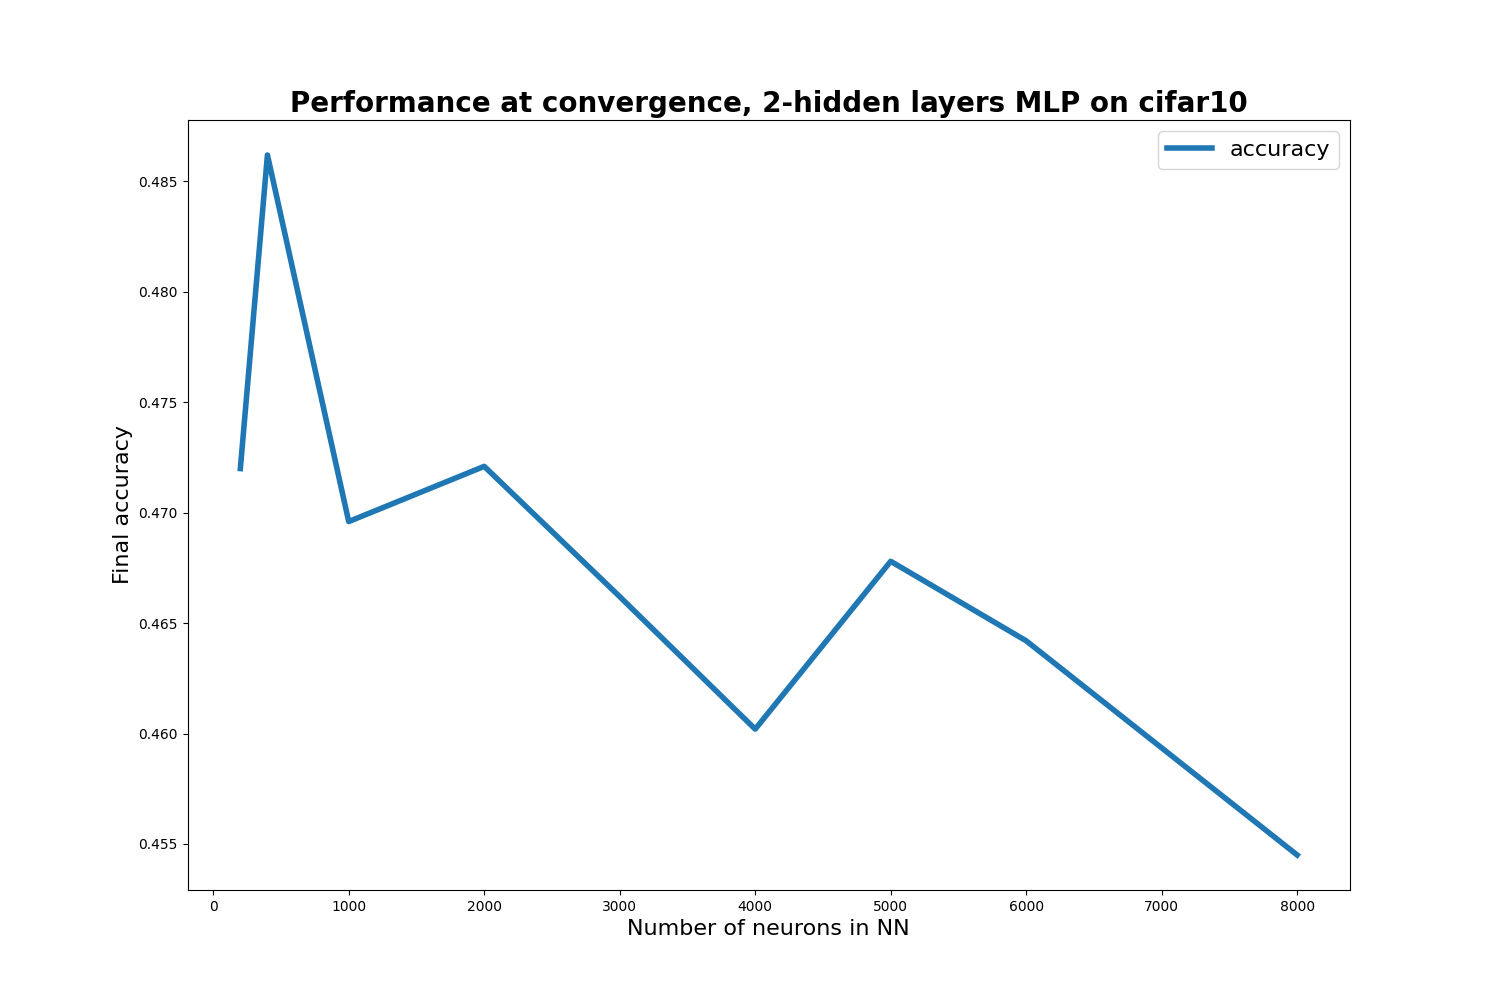 Performance at convergence, 2-hidden layers MLP on cifar10
accuracy
0.485
0.480
0.475
0.470
0.465
0.460
0.455
Final accuracy
0 1000 2000 3000 4000 5000 6000 7000 8000
Number of neurons in NN